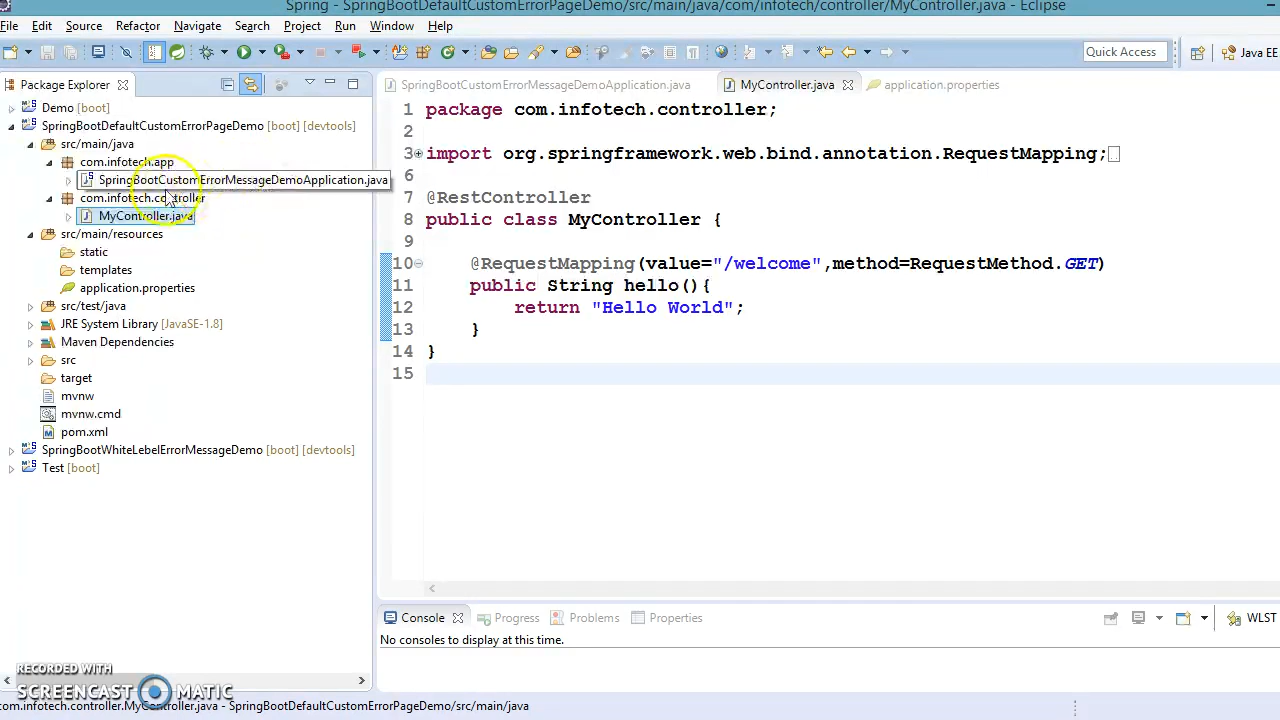 Spring - SpringBootDefaultCustomErrorPageDemo/src/main/java/com/infotech/controller/MyController.java - Eclipse
File Edit Source Refactor Navigate Search Project Run Window Help
Quick Access
Java EE
Package Explorer
Demo [boot]
SpringBootDefaultCustomErrorPageDemo [boot] [devtools]
src/main/java
com.infotech.app
SpringBootCustomErrorMessageDemoApplication.java
com.infotech.controller
MyController.java
src/main/resources
static
templates
application.properties
src/test/java
JRE System Library [JavaSE-1.8]
Maven Dependencies
src
target
mvnw
mvnw.cmd
pom.xml
SpringBootWhiteLebelErrorMessageDemo [boot] [devtools]
Test [boot]
SpringBootCustomErrorMessageDemoApplication.java MyController.java application.properties
1 package com.infotech.controller;
2
3 import org.springframework.web.bind.annotation.RequestMapping;
6
7 @RestController
8 public class MyController {
9
10 @RequestMapping(value="/welcome",method=RequestMethod.GET)
11 public String hello(){
12 return "Hello World";
13 }
14 }
15
Console Progress Problems Properties
WLST
No consoles to display at this time.
RECORDED WITH
SCREENCAST MATIC
com.infotech.controller.MyController.java - SpringBootDefaultCustomErrorPageDemo/src/main/java